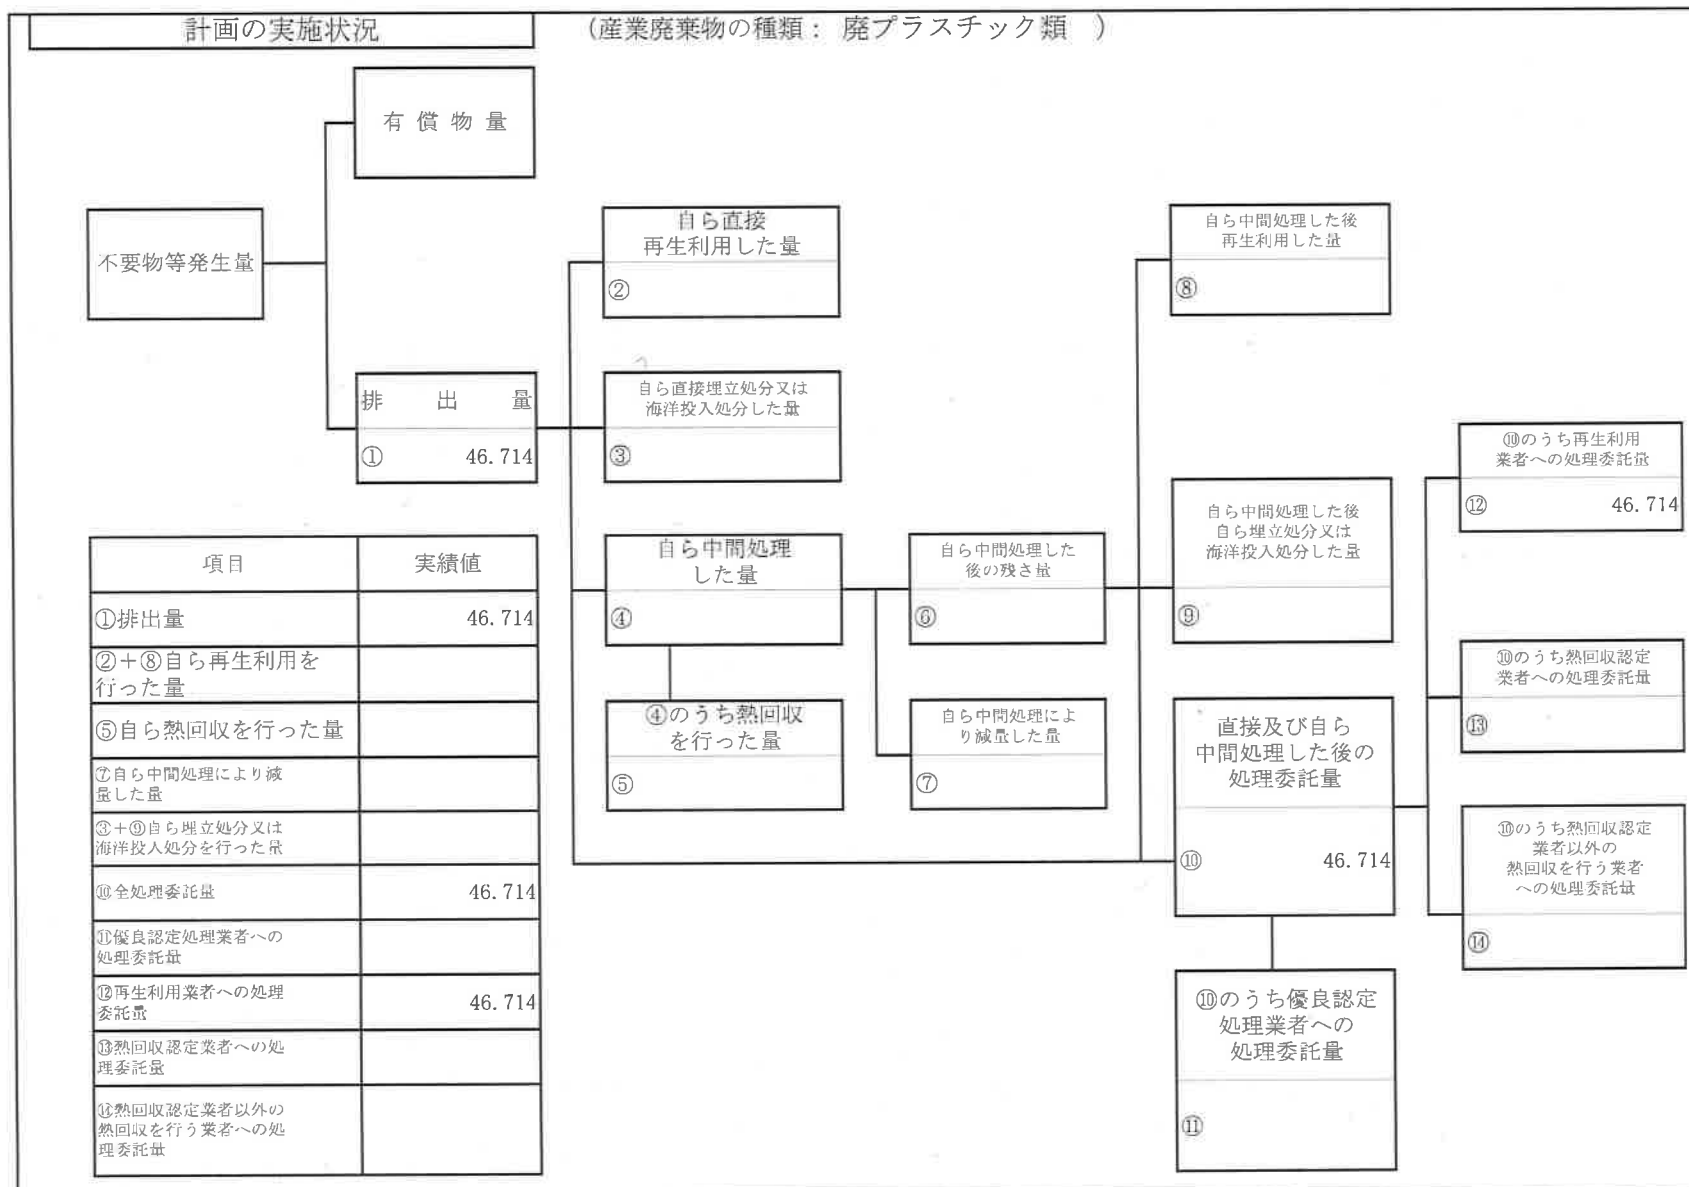 計画の実施状況
(産業廃棄物の種類： 廃プラスチック類 )
有償物量
不要物等発生量
排出量
① 46.714
自ら直接
再生利用した量
②
自ら直接埋立処分又は
海洋投入処分した量
③
自ら中間処理
した量
④
④のうち熱回収
を行った量
⑤
自ら中間処理した
後の残さ量
⑥
自ら中間処理によ
り減量した量
⑦
自ら中間処理した後
再生利用した量
⑧
自ら中間処理した後
自ら埋立処分又は
海洋投入処分した量
⑨
直接及び自ら
中間処理した後の
処理委託量
⑩ 46.714
⑩のうち優良認定
処理業者への
処理委託量
⑪
⑩のうち再生利用
業者への処理委託量
⑫ 46.714
⑩のうち熱回収認定
業者への処理委託量
⑬
⑩のうち熱回収認定
業者以外の
熱回収を行う業者
への処理委託量
⑭
項目 実績値
①排出量 46.714
②＋⑧自ら再生利用を
行った量
⑤自ら熱回収を行った量
⑦自ら中間処理により減
量した量
③＋⑨自ら埋立処分又は
海洋投入処分を行った量
⑩全処理委託量 46.714
⑪優良認定処理業者への
処理委託量
⑫再生利用業者への処理
委託量 46.714
⑬熱回収認定業者への処
理委託量
⑭熱回収認定業者以外の
熱回収を行う業者への処
理委託量